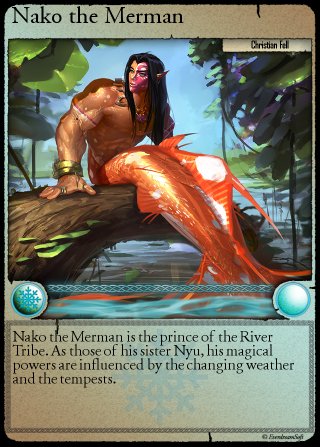 Nako the Merman
Christian Fell
Nako the Merman is the prince of the River
Tribe. As those of his sister Nyu, his magical
powers are influenced by the changing weather
and the tempests.
© EverdreamSoft